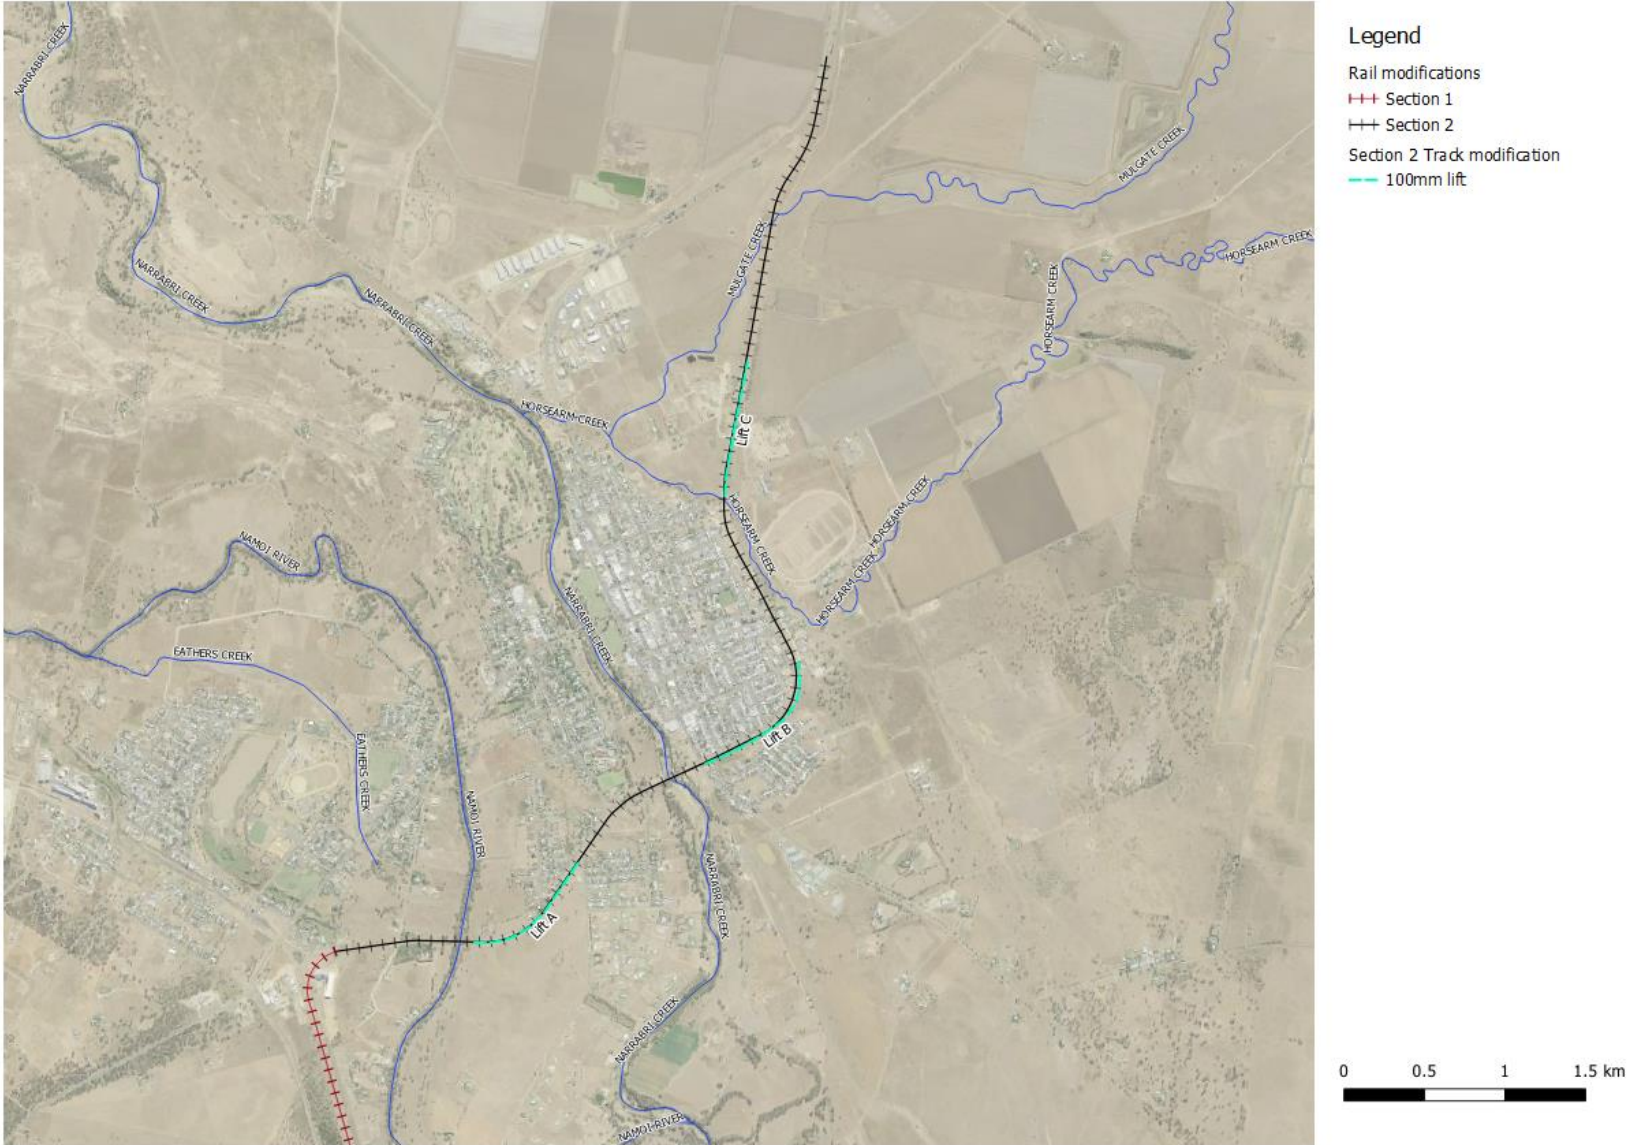 Legend
Rail modifications
Section 1
Section 2
Section 2 Track modification
100mm lift
NARRABRI CREEK
MULGATE CREEK
HORSEARM CREEK
NARRABRI CREEK
MULGATE CREEK
HORSEARM CREEK
NARRABRI CREEK
HORSEARM CREEK
Lift C
HORSEARM CREEK
HORSEARM CREEK
NAMOI RIVER
HORSEARM CREEK
NARRABRI CREEK
EATHERS CREEK
Lift B
EATHERS CREEK
NAMOI RIVER
NARRABRI CREEK
Lift A
NARRABRI CREEK
NAMOI RIVER
0 0.5 1 1.5 km